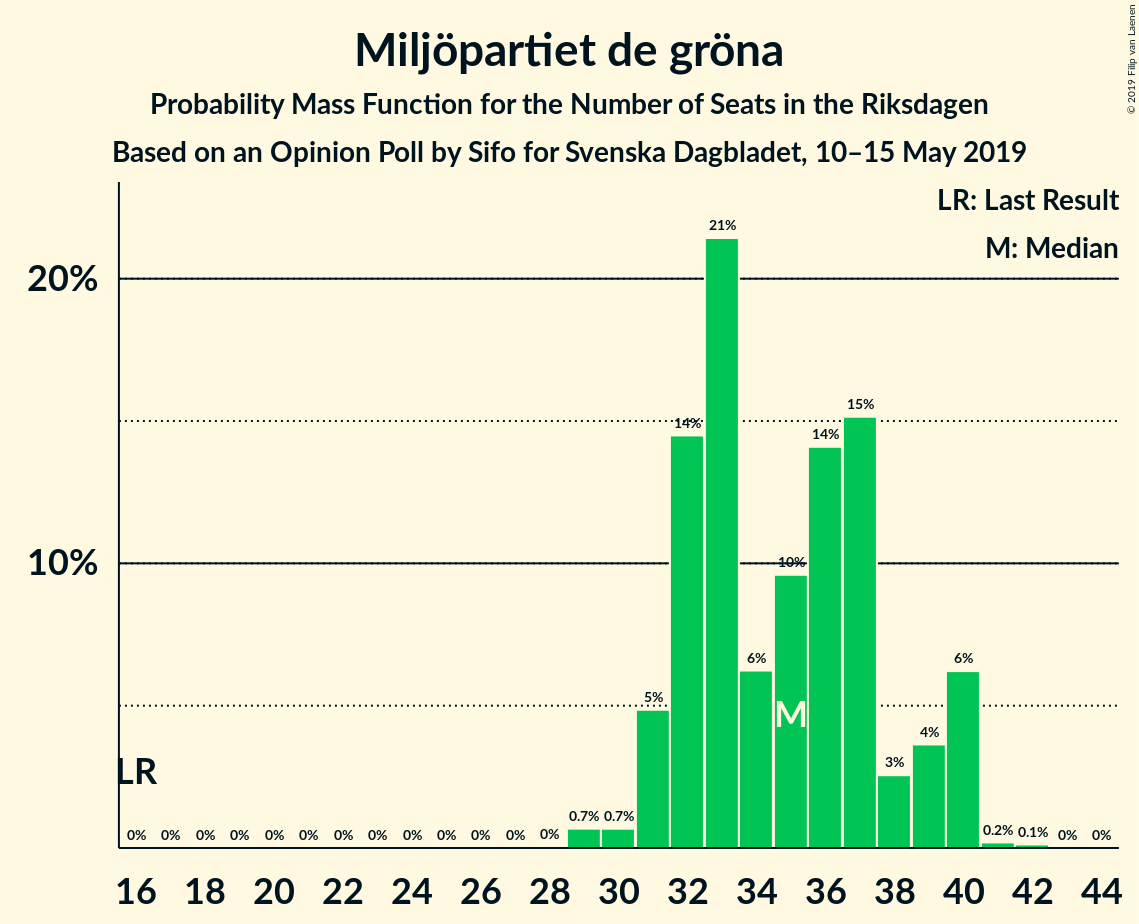 Miljöpartiet de gröna
Probability Mass Function for the Number of Seats in the Riksdagen
Based on an Opinion Poll by Sifo for Svenska Dagbladet, 10–15 May 2019
© 2019 Filip van Laenen
LR: Last Result
M: Median
20%
10%
0% 0% 0% 0% 0% 0% 0% 0% 0% 0% 0% 0% 0% 0.7% 0.7% 5% 14% 21% 6% 10% 14% 15% 3% 4% 6% 0.2% 0.1% 0% 0%
LR
M
16 18 20 22 24 26 28 30 32 34 36 38 40 42 44